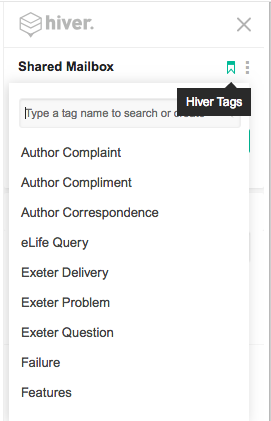 hiver.
Shared Mailbox
Hiver Tags
Type a tag name to search or create
Author Complaint
Author Compliment
Author Correspondence
eLife Query
Exeter Delivery
Exeter Problem
Exeter Question
Failure
Features